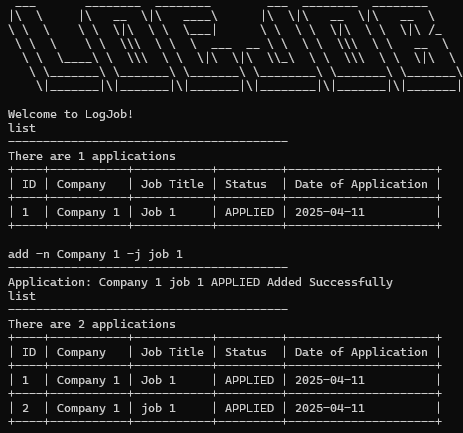 Welcome to LogJob!
list
There are 1 applications
| ID | Company | Job Title | Status | Date of Application |
| 1 | Company 1 | Job 1 | APPLIED | 2025-04-11 |
add -n Company 1 -j job 1
Application: Company 1 job 1 APPLIED Added Successfully
list
There are 2 applications
| ID | Company | Job Title | Status | Date of Application |
| 1 | Company 1 | Job 1 | APPLIED | 2025-04-11 |
| 2 | Company 1 | job 1 | APPLIED | 2025-04-11 |